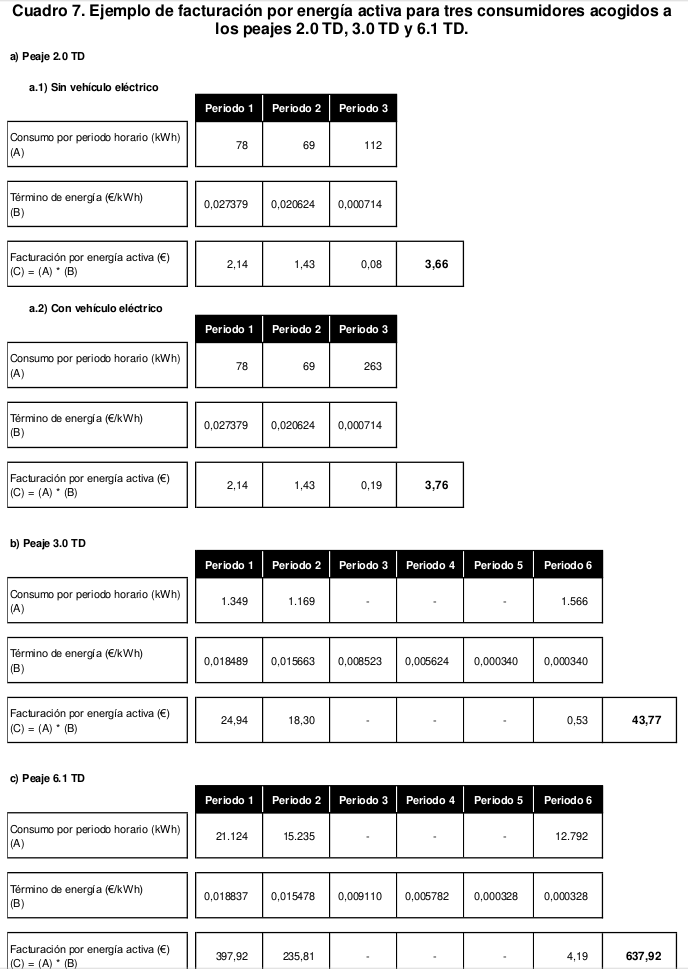 Cuadro 7. Ejemplo de facturación por energía activa para tres consumidores acogidos a
los peajes 2.0 TD, 3.0 TD y 6.1 TD.
a) Peaje 2.0 TD
a.1) Sin vehículo eléctrico
Periodo 1 Periodo 2 Periodo 3
Consumo por periodo horario (kWh)
(A)
78 69 112
Término de energía (€/kWh)
(B)
0,027379 0,020624 0,000714
Facturación por energía activa (€)
(C) = (A) * (B)
2,14 1,43 0,08 3,66
a.2) Con vehículo eléctrico
Periodo 1 Periodo 2 Periodo 3
Consumo por periodo horario (kWh)
(A)
78 69 263
Término de energía (€/kWh)
(B)
0,027379 0,020624 0,000714
Facturación por energía activa (€)
(C) = (A) * (B)
2,14 1,43 0,19 3,76
b) Peaje 3.0 TD
Periodo 1 Periodo 2 Periodo 3 Periodo 4 Periodo 5 Periodo 6
Consumo por periodo horario (kWh)
(A)
1.349 1.169 - - - 1.566
Término de energía (€/kWh)
(B)
0,018489 0,015663 0,008523 0,005624 0,000340 0,000340
Facturación por energía activa (€)
(C) = (A) * (B)
24,94 18,30 - - - 0,53 43,77
c) Peaje 6.1 TD
Periodo 1 Periodo 2 Periodo 3 Periodo 4 Periodo 5 Periodo 6
Consumo por periodo horario (kWh)
(A)
21.124 15.235 - - - 12.792
Término de energía (€/kWh)
(B)
0,018837 0,015478 0,009110 0,005782 0,000328 0,000328
Facturación por energía activa (€)
(C) = (A) * (B)
397,92 235,81 - - - 4,19 637,92